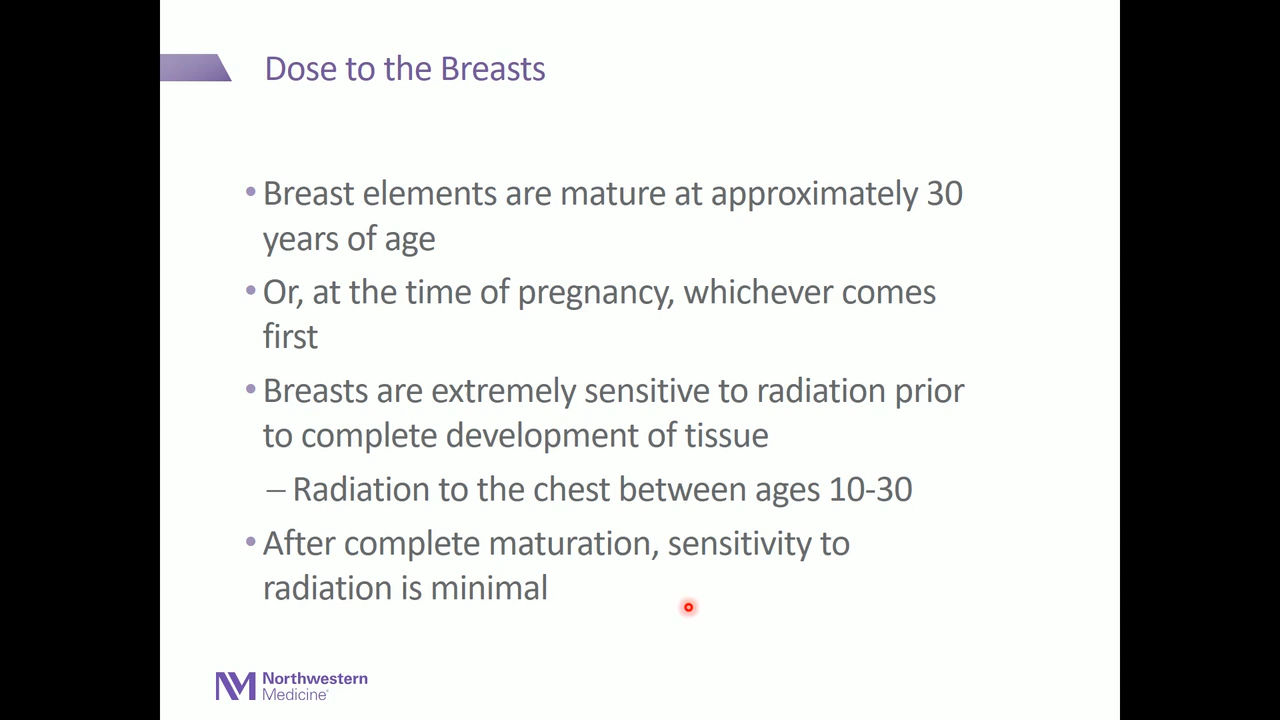 Dose to the Breasts
• Breast elements are mature at approximately 30
years of age
• Or, at the time of pregnancy, whichever comes
first
• Breasts are extremely sensitive to radiation prior
to complete development of tissue
– Radiation to the chest between ages 10-30
• After complete maturation, sensitivity to
radiation is minimal
NM Northwestern
Medicine®